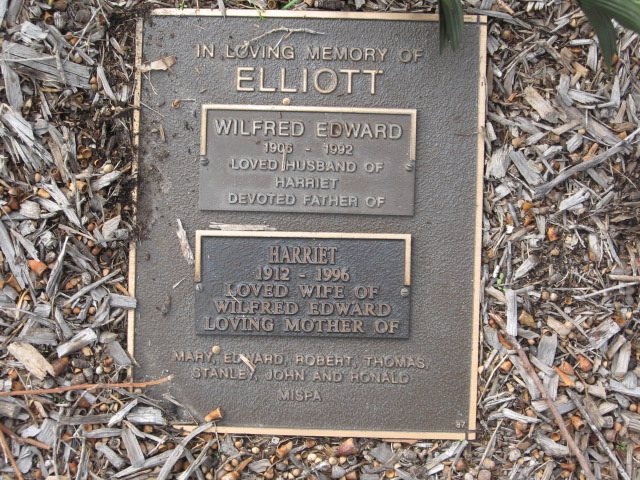 IN LOVING MEMORY OF
ELLIOTT
WILFRED EDWARD
1906 - 1992
LOVED HUSBAND OF
HARRIET
DEVOTED FATHER OF
HARRIET
1912 - 1996
LOVED WIFE OF
WILFRED EDWARD
LOVING MOTHER OF
MARY, EDWARD, ROBERT, THOMAS,
STANLEY, JOHN AND RONALD
MISPA